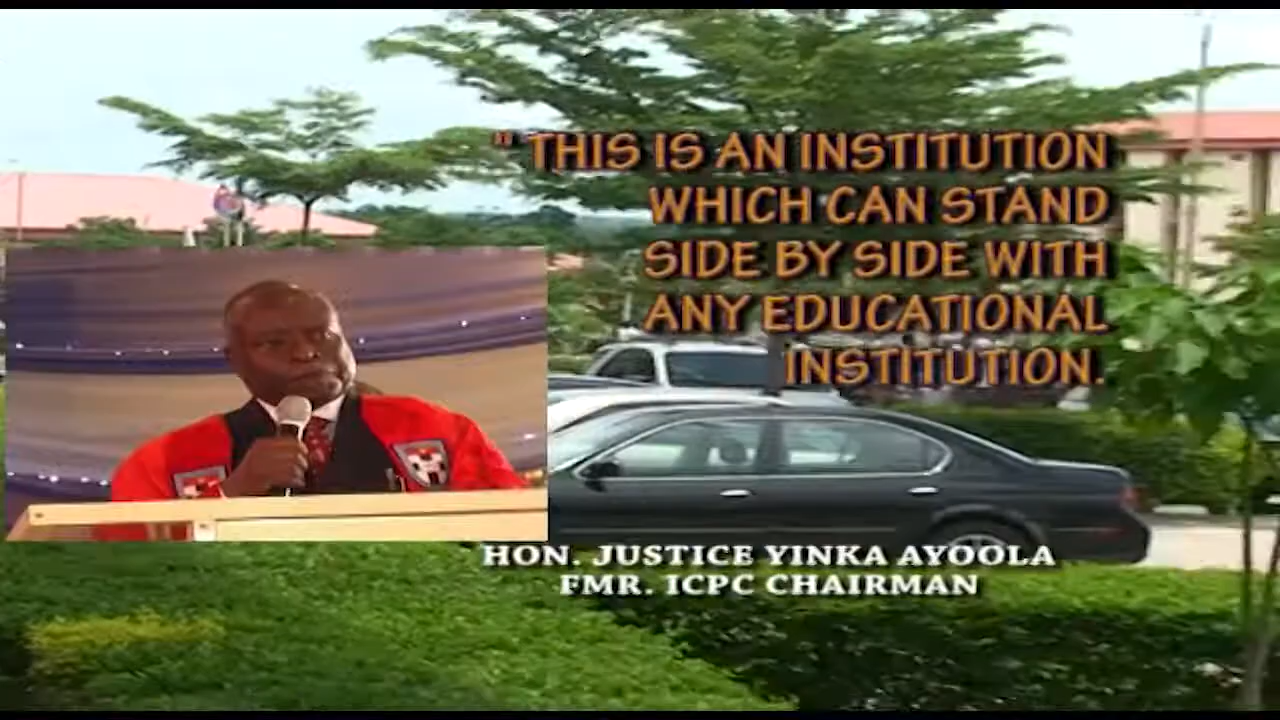 " THIS IS AN INSTITUTION
WHICH CAN STAND
SIDE BY SIDE WITH
ANY EDUCATIONAL
INSTITUTION.
HON. JUSTICE YINKA AYOOLA
FMR. ICPC CHAIRMAN